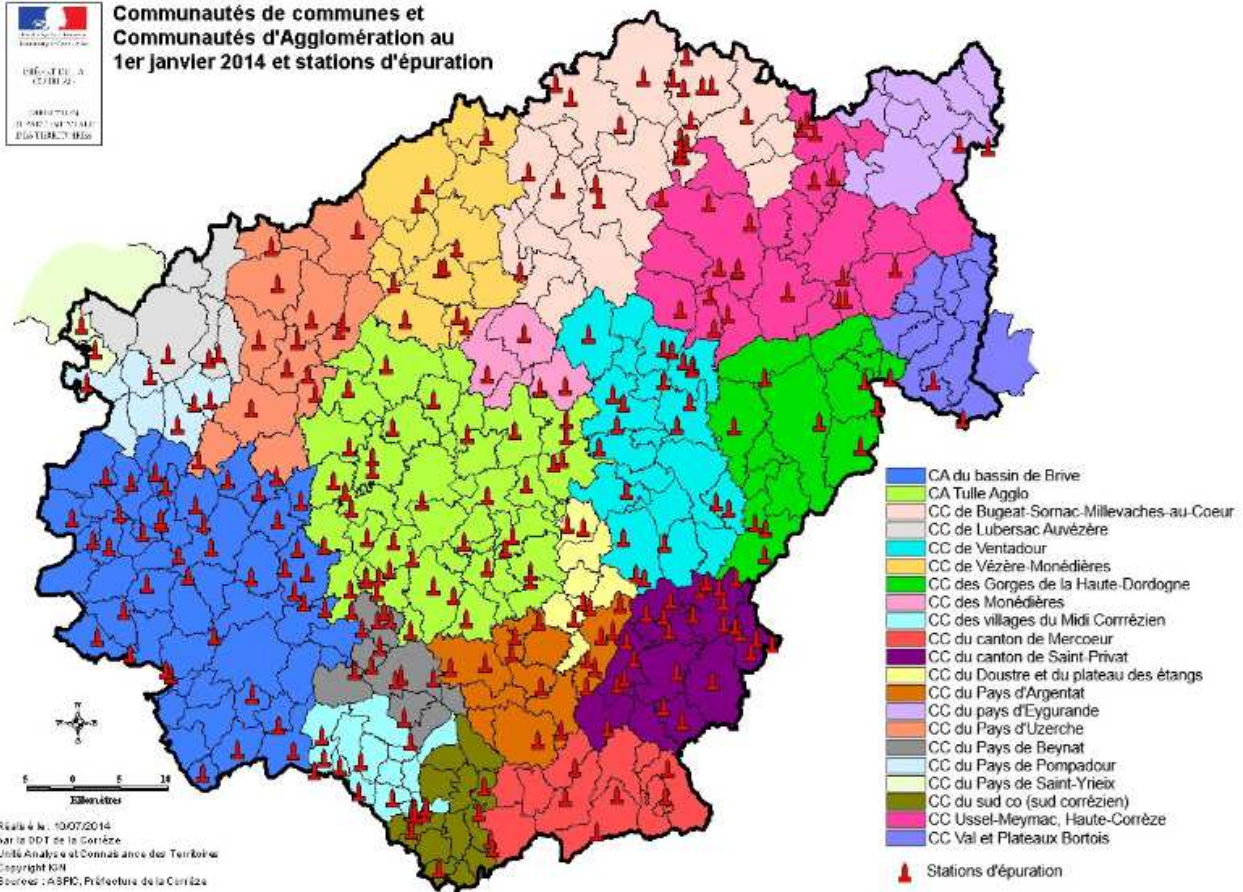 Communautés de communes et
Communautés d'Agglomération au
1er janvier 2014 et stations d'épuration
CA du bassin de Brive
CA Tulle Agglo
CC de Bugeat-Sornac-Millevaches-au-Coeur
CC de Lubersac Auvézère
CC de Ventadour
CC de Vézère-Monédières
CC des Gorges de la Haute-Dordogne
CC des Monédières
CC des villages du Midi Corrrézien
CC du canton de Mercoeur
CC du canton de Saint-Privat
CC du Doustre et du plateau des étangs
CC du Pays d'Argentat
CC du pays d'Eygurande
CC du Pays d'Uzerche
CC du Pays de Beynat
CC du Pays de Pompadour
CC du Pays de Saint-Yrieix
CC du sud co (sud corrézien)
CC Ussel-Meymac, Haute-Corrèze
CC Val et Plateaux Bortois
Stations d'épuration
5 0 5 10
Kilomètres
Réalisé le : 10/07/2014
par la DDT de la Corrèze
Unité Analyse et Connaissance des Territoires
Copyright IGN
Sources : ASPIC, Préfecture de la Corrèze